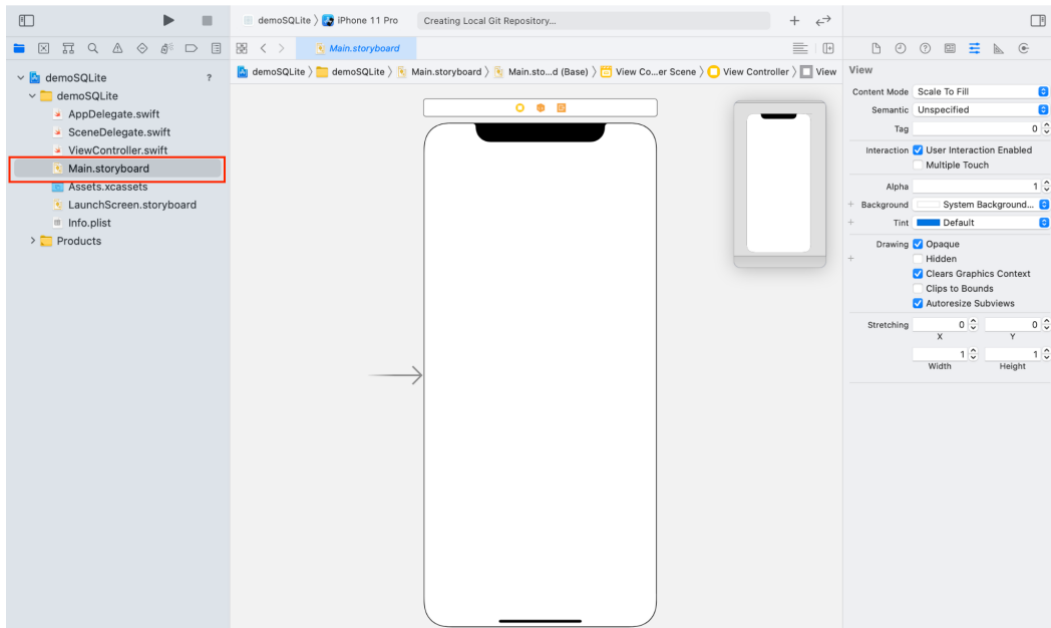 demoSQLite 〉 iPhone 11 Pro
Creating Local Git Repository...
Main.storyboard
demoSQLite
?
demoSQLite
AppDelegate.swift
SceneDelegate.swift
ViewController.swift
Main.storyboard
Assets.xcassets
LaunchScreen.storyboard
Info.plist
Products
demoSQLite 〉 demoSQLite 〉 Main.storyboard 〉 Main.sto...d (Base) 〉 View Co...er Scene 〉 View Controller 〉 View
View
Content Mode Scale To Fill
Semantic Unspecified
Tag 0
Interaction User Interaction Enabled
Multiple Touch
Alpha 1
+ Background System Background...
+ Tint Default
Drawing Opaque
+ Hidden
Clears Graphics Context
Clips to Bounds
Autoresize Subviews
Stretching 0 0
X Y
1 1
Width Height